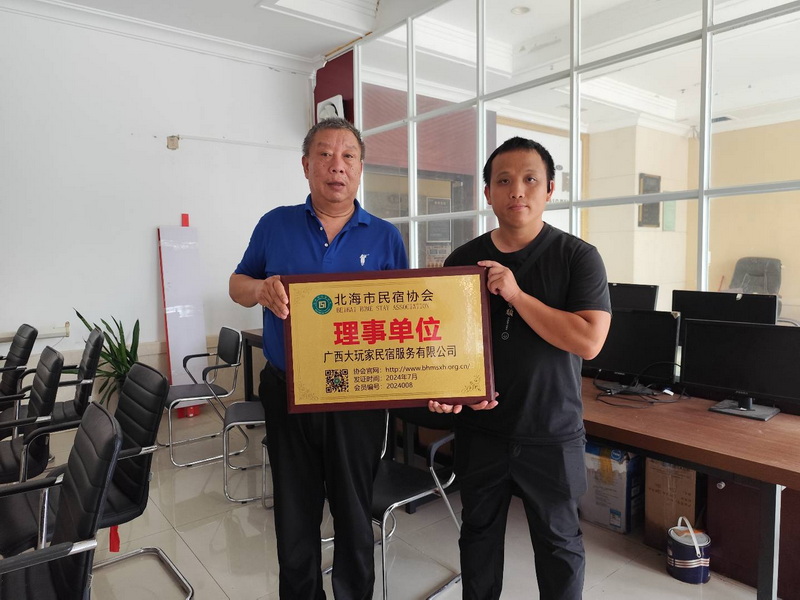 北海市民宿协会
BEIHAI HOME STAY ASSOCIATION
理事单位
广西大玩家民宿服务有限公司
协会官网：http://www.bhmsxh.org.cn/
发证时间：2024年7月
会员编号：2024008